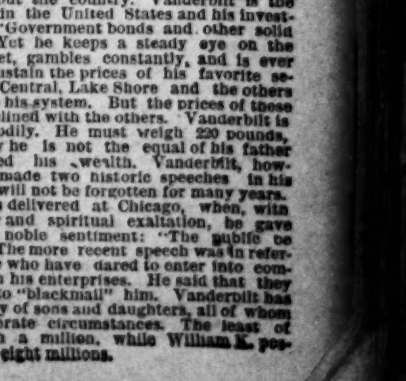 out the country. Vanderbilt is the
in the United States and his invest-
Government bonds and other solid
Yet he keeps a steady eye on the
et, gambles constantly, and is ever
ustain the prices of his favorite se-
Central, Lake Shore and the others
his system. But the prices of these
lined with the others. Vanderbilt is
odily. He must weigh 220 pounds,
y he is not the equal of his father
ed his wealth. Vanderbilt, how-
made two historic speeches in his
will not be forgotten for many years.
s delivered at Chicago, when, with
and spiritual exaltation, he gave
noble sentiment: "The public be
The more recent speech was in refer-
who have dared to enter into com-
n his enterprises. He said that they
to "blackmail" him. Vanderbilt has
y of sons and daughters, all of whom
erate circumstances. The least of
n a million, while William K. pos-
eight millions.